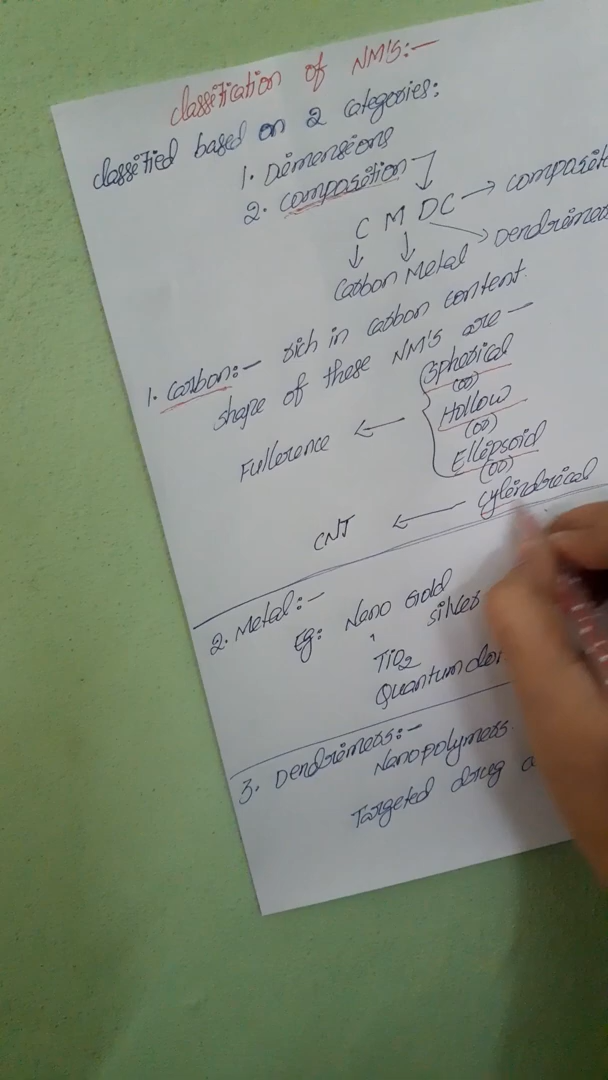 classification of NM'S:-
classified based on 2 categories:
1. Dimensions
2. composition
C M D C → composite
Carbon Metal Dendrimers
1. Carbon:- rich in carbon content.
shape of these NM'S are -
Spherical
(or)
Hollow
(or)
Fullerence ← Ellipsoid
(or)
CNT ← cylindrical
2. Metal:-
Eg: Nano Gold
silver
TiO2
Quantum
3. Dendrimers:-
Nanopolymers.
Targeted drug